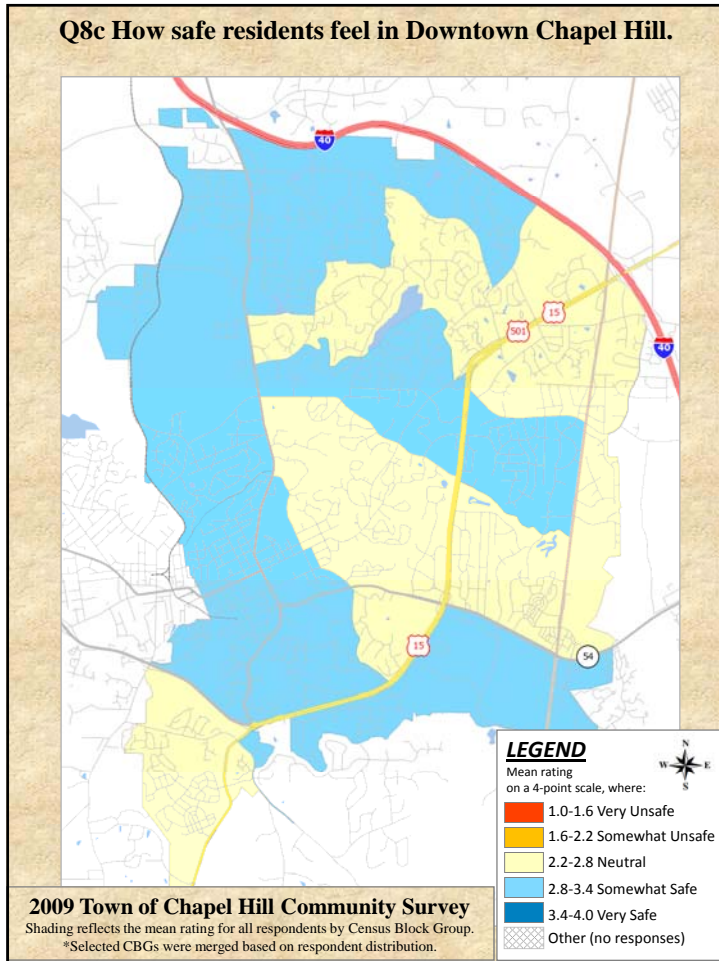 Q8c How safe residents feel in Downtown Chapel Hill.
40
15
501
40
15
54
LEGEND
Mean rating
on a 4-point scale, where:
N
W E
S
1.0-1.6 Very Unsafe
1.6-2.2 Somewhat Unsafe
2.2-2.8 Neutral
2.8-3.4 Somewhat Safe
3.4-4.0 Very Safe
Other (no responses)
2009 Town of Chapel Hill Community Survey
Shading reflects the mean rating for all respondents by Census Block Group.
*Selected CBGs were merged based on respondent distribution.